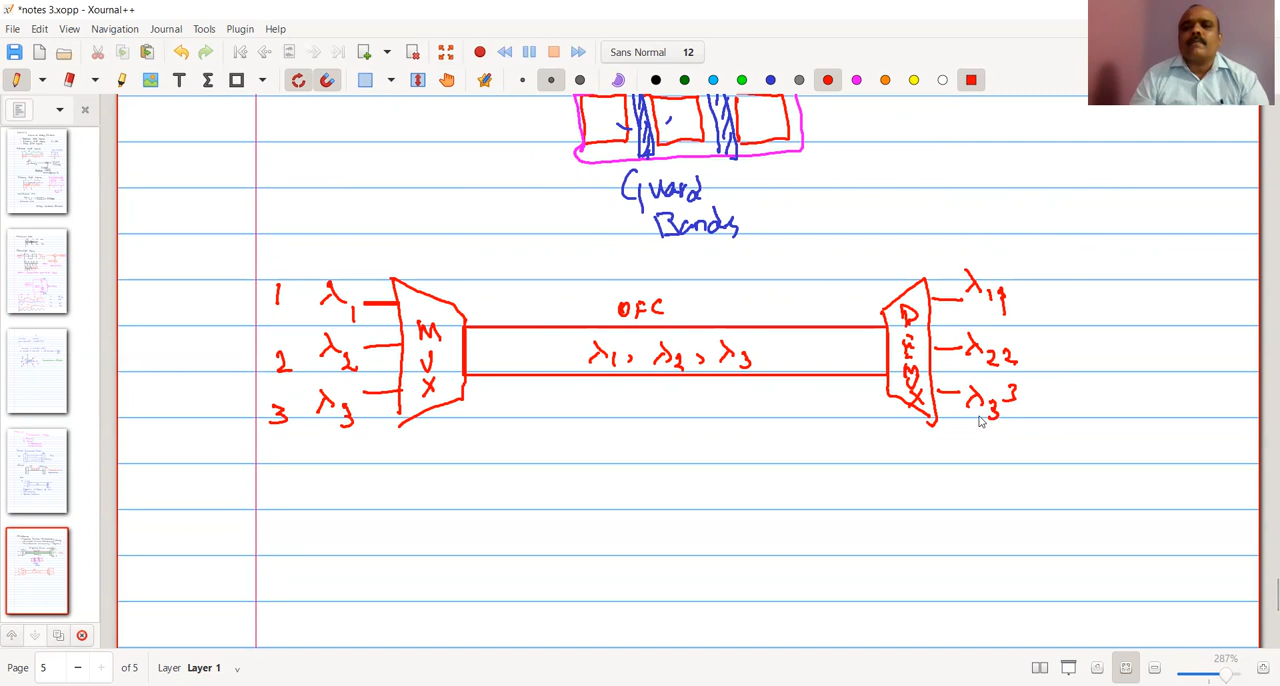 *notes 3.xopp - Xournal++
File Edit View Navigation Journal Tools Plugin Help
Sans Normal 12
Guard
Bands
OFC
1 λ1
2 λ2
3 λ3
MUX
λ1, λ2, λ3
DEMUX
λ1 1
λ2 2
λ3 3
Page 5 of 5 Layer Layer 1
287%